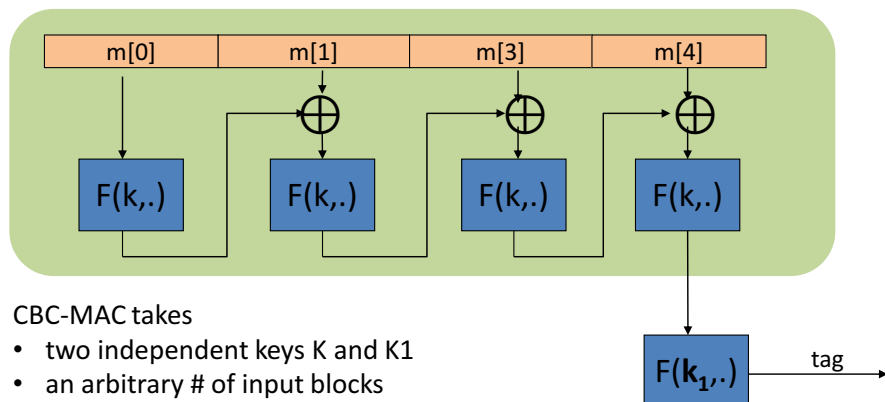 m[0] m[1] m[3] m[4]
F(k,.) F(k,.) F(k,.) F(k,.)
CBC-MAC takes
• two independent keys K and K1
• an arbitrary # of input blocks
F(k₁,.)
tag